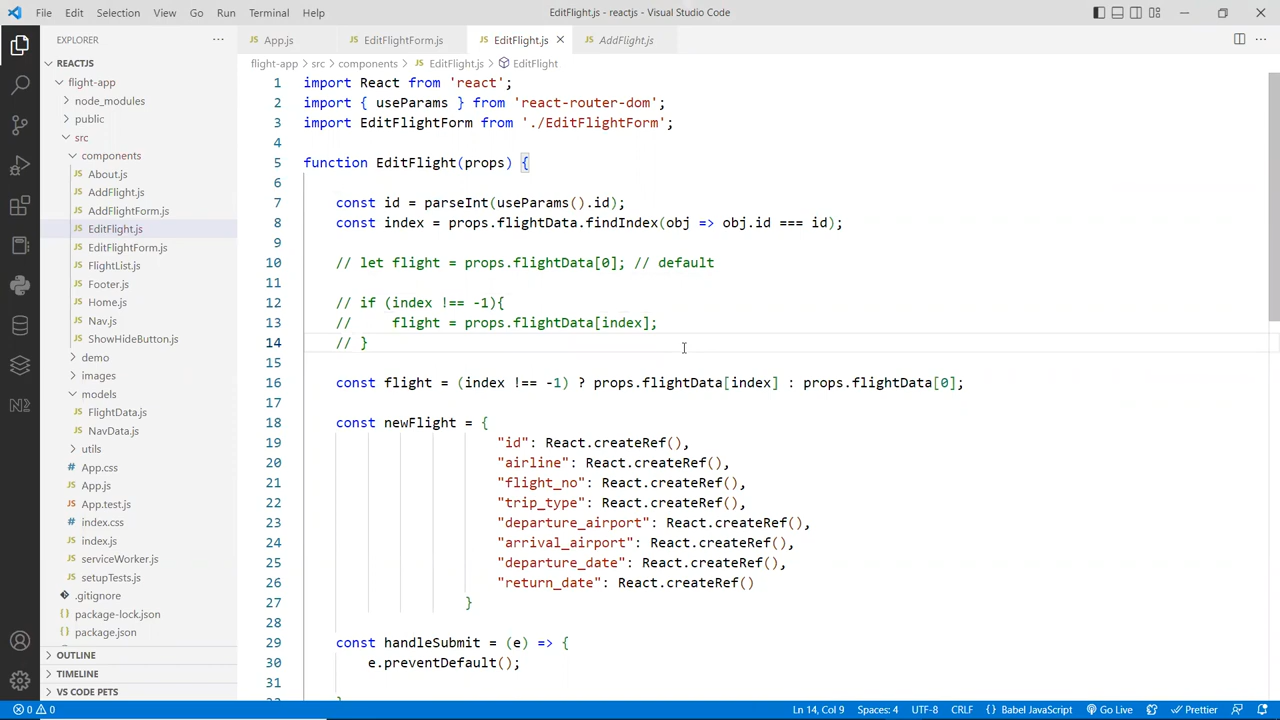 File Edit Selection View Go Run Terminal Help EditFlight.js - reactjs - Visual Studio Code
EXPLORER
App.js EditFlightForm.js EditFlight.js AddFlight.js
flight-app > src > components > EditFlight.js > EditFlight
REACTJS
flight-app
node_modules
public
src
components
About.js
AddFlight.js
AddFlightForm.js
EditFlight.js
EditFlightForm.js
FlightList.js
Footer.js
Home.js
Nav.js
ShowHideButton.js
demo
images
models
FlightData.js
NavData.js
utils
App.css
App.js
App.test.js
index.css
index.js
serviceWorker.js
setupTests.js
.gitignore
package-lock.json
package.json
OUTLINE
TIMELINE
VS CODE PETS
1 import React from 'react';
2 import { useParams } from 'react-router-dom';
3 import EditFlightForm from './EditFlightForm';
4
5 function EditFlight(props) {
6
7 const id = parseInt(useParams().id);
8 const index = props.flightData.findIndex(obj => obj.id === id);
9
10 // let flight = props.flightData[0]; // default
11
12 // if (index !== -1){
13 //     flight = props.flightData[index];
14 // }
15
16 const flight = (index !== -1) ? props.flightData[index] : props.flightData[0];
17
18 const newFlight = {
19 "id": React.createRef(),
20 "airline": React.createRef(),
21 "flight_no": React.createRef(),
22 "trip_type": React.createRef(),
23 "departure_airport": React.createRef(),
24 "arrival_airport": React.createRef(),
25 "departure_date": React.createRef(),
26 "return_date": React.createRef()
27 }
28
29 const handleSubmit = (e) => {
30 e.preventDefault();
31
0 0 Ln 14, Col 9 Spaces: 4 UTF-8 CRLF {} Babel JavaScript Go Live Prettier